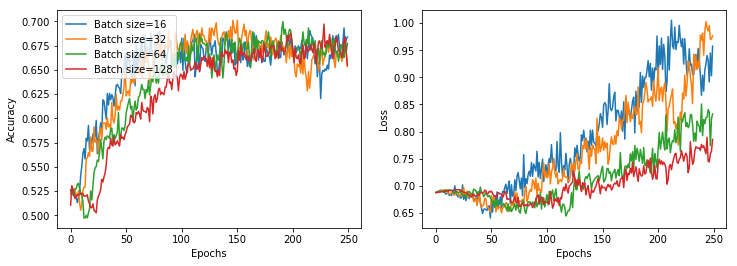 0.700
0.675
0.650
0.625
0.600
0.575
0.550
0.525
0.500
Accuracy
Batch size=16
Batch size=32
Batch size=64
Batch size=128
0 50 100 150 200 250
Epochs
1.00
0.95
0.90
0.85
0.80
0.75
0.70
0.65
Loss
0 50 100 150 200 250
Epochs